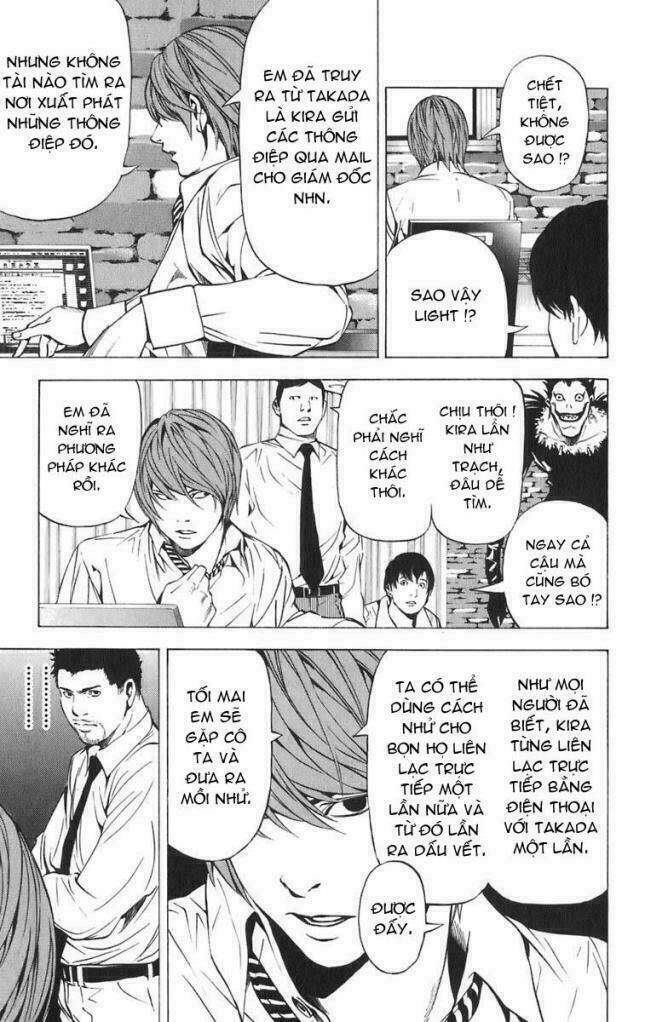 CHẾT
TIỆT,
KHÔNG
ĐƯỢC
SAO !?
SAO VẬY
LIGHT !?
EM ĐÃ TRUY
RA TỪ TAKADA
LÀ KIRA GỬI
CÁC THÔNG
ĐIỆP QUA MAIL
CHO GIÁM ĐỐC
NHN.
NHƯNG KHÔNG
TÀI NÀO TÌM RA
NƠI XUẤT PHÁT
NHỮNG THÔNG
ĐIỆP ĐÓ.
NGAY CẢ
CẬU MÀ
CŨNG BÓ
TAY SAO !?
CHỊU THÔI !
KIRA LẨN
NHƯ
TRẠCH,
ĐÂU DỄ
TÌM.
CHẮC
PHẢI NGHĨ
CÁCH
KHÁC
THÔI.
EM ĐÃ
NGHĨ RA
PHƯƠNG
PHÁP KHÁC
RỒI.
NHƯ MỌI
NGƯỜI ĐÃ
BIẾT, KIRA
TỪNG LIÊN
LẠC TRỰC
TIẾP BẰNG
ĐIỆN THOẠI
VỚI TAKADA
MỘT LẦN.
TA CÓ THỂ
DÙNG CÁCH
NHỬ CHO
BỌN HỌ LIÊN
LẠC TRỰC
TIẾP MỘT
LẦN NỮA VÀ
TỪ ĐÓ LẦN
RA DẤU VẾT.
ĐƯỢC
ĐẤY.
TỐI MAI
EM SẼ
GẶP CÔ
TA VÀ
ĐƯA RA
MỒI NHỬ.